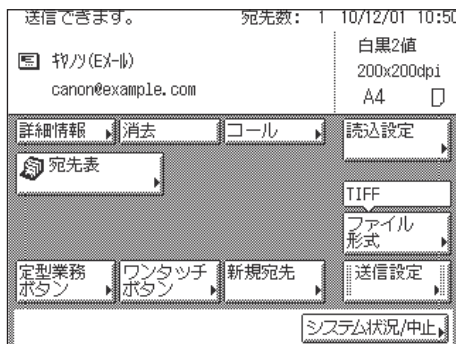 送信できます。 宛先数: 1 10/12/01 10:50
ｷﾔﾉﾝ(Eﾒｰﾙ)
canon@example.com
白黒2値
200x200dpi
A4
詳細情報 消去 コール 読込設定
宛先表
TIFF
ファイル
形式
定型業務
ボタン
ワンタッチ
ボタン
新規宛先
送信設定
システム状況/中止